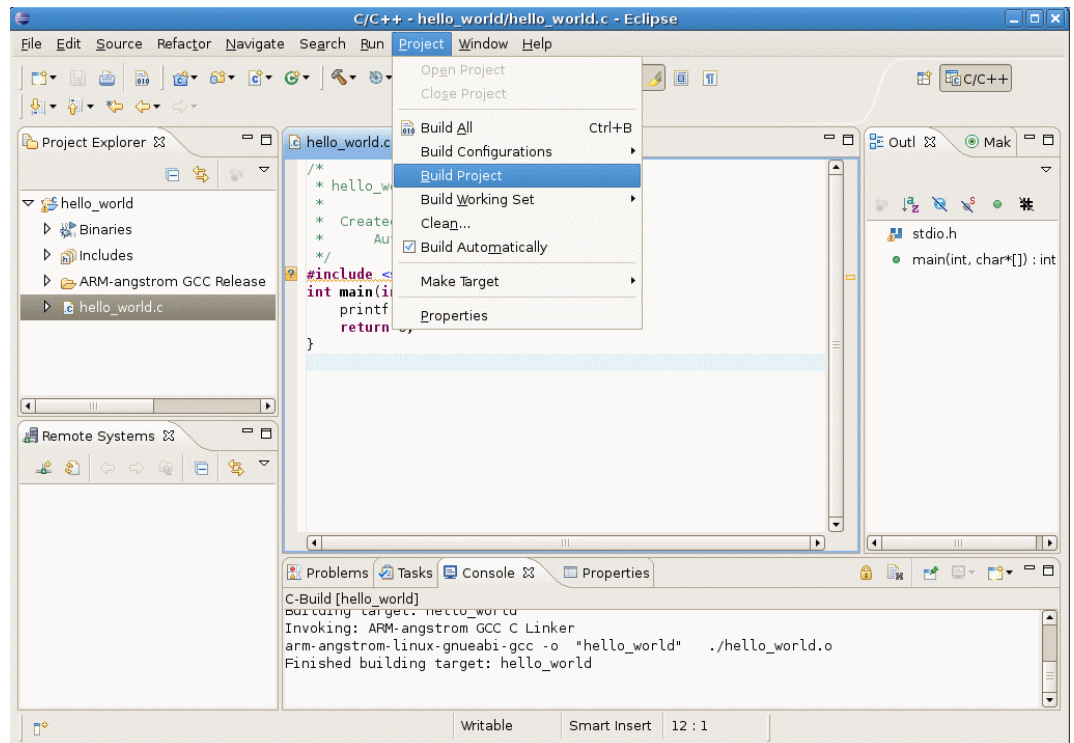 C/C++ - hello_world/hello_world.c - Eclipse
File Edit Source Refactor Navigate Search Run Project Window Help
C/C++
Open Project
Close Project
Build All Ctrl+B
Build Configurations
Build Project
Build Working Set
Clean...
Build Automatically
Make Target
Properties
Project Explorer
hello_world
Binaries
Includes
ARM-angstrom GCC Release
hello_world.c
Remote Systems
hello_world.c
/*
*
*
*/
#include
int main(
printf
return
}
Outl Mak
stdio.h
main(int, char*[]) : int
Problems Tasks Console Properties
C-Build [hello_world]
Building target: hello_world
Invoking: ARM-angstrom GCC C Linker
arm-angstrom-linux-gnueabi-gcc -o "hello_world" ./hello_world.o
Finished building target: hello_world
Writable Smart Insert 12 : 1